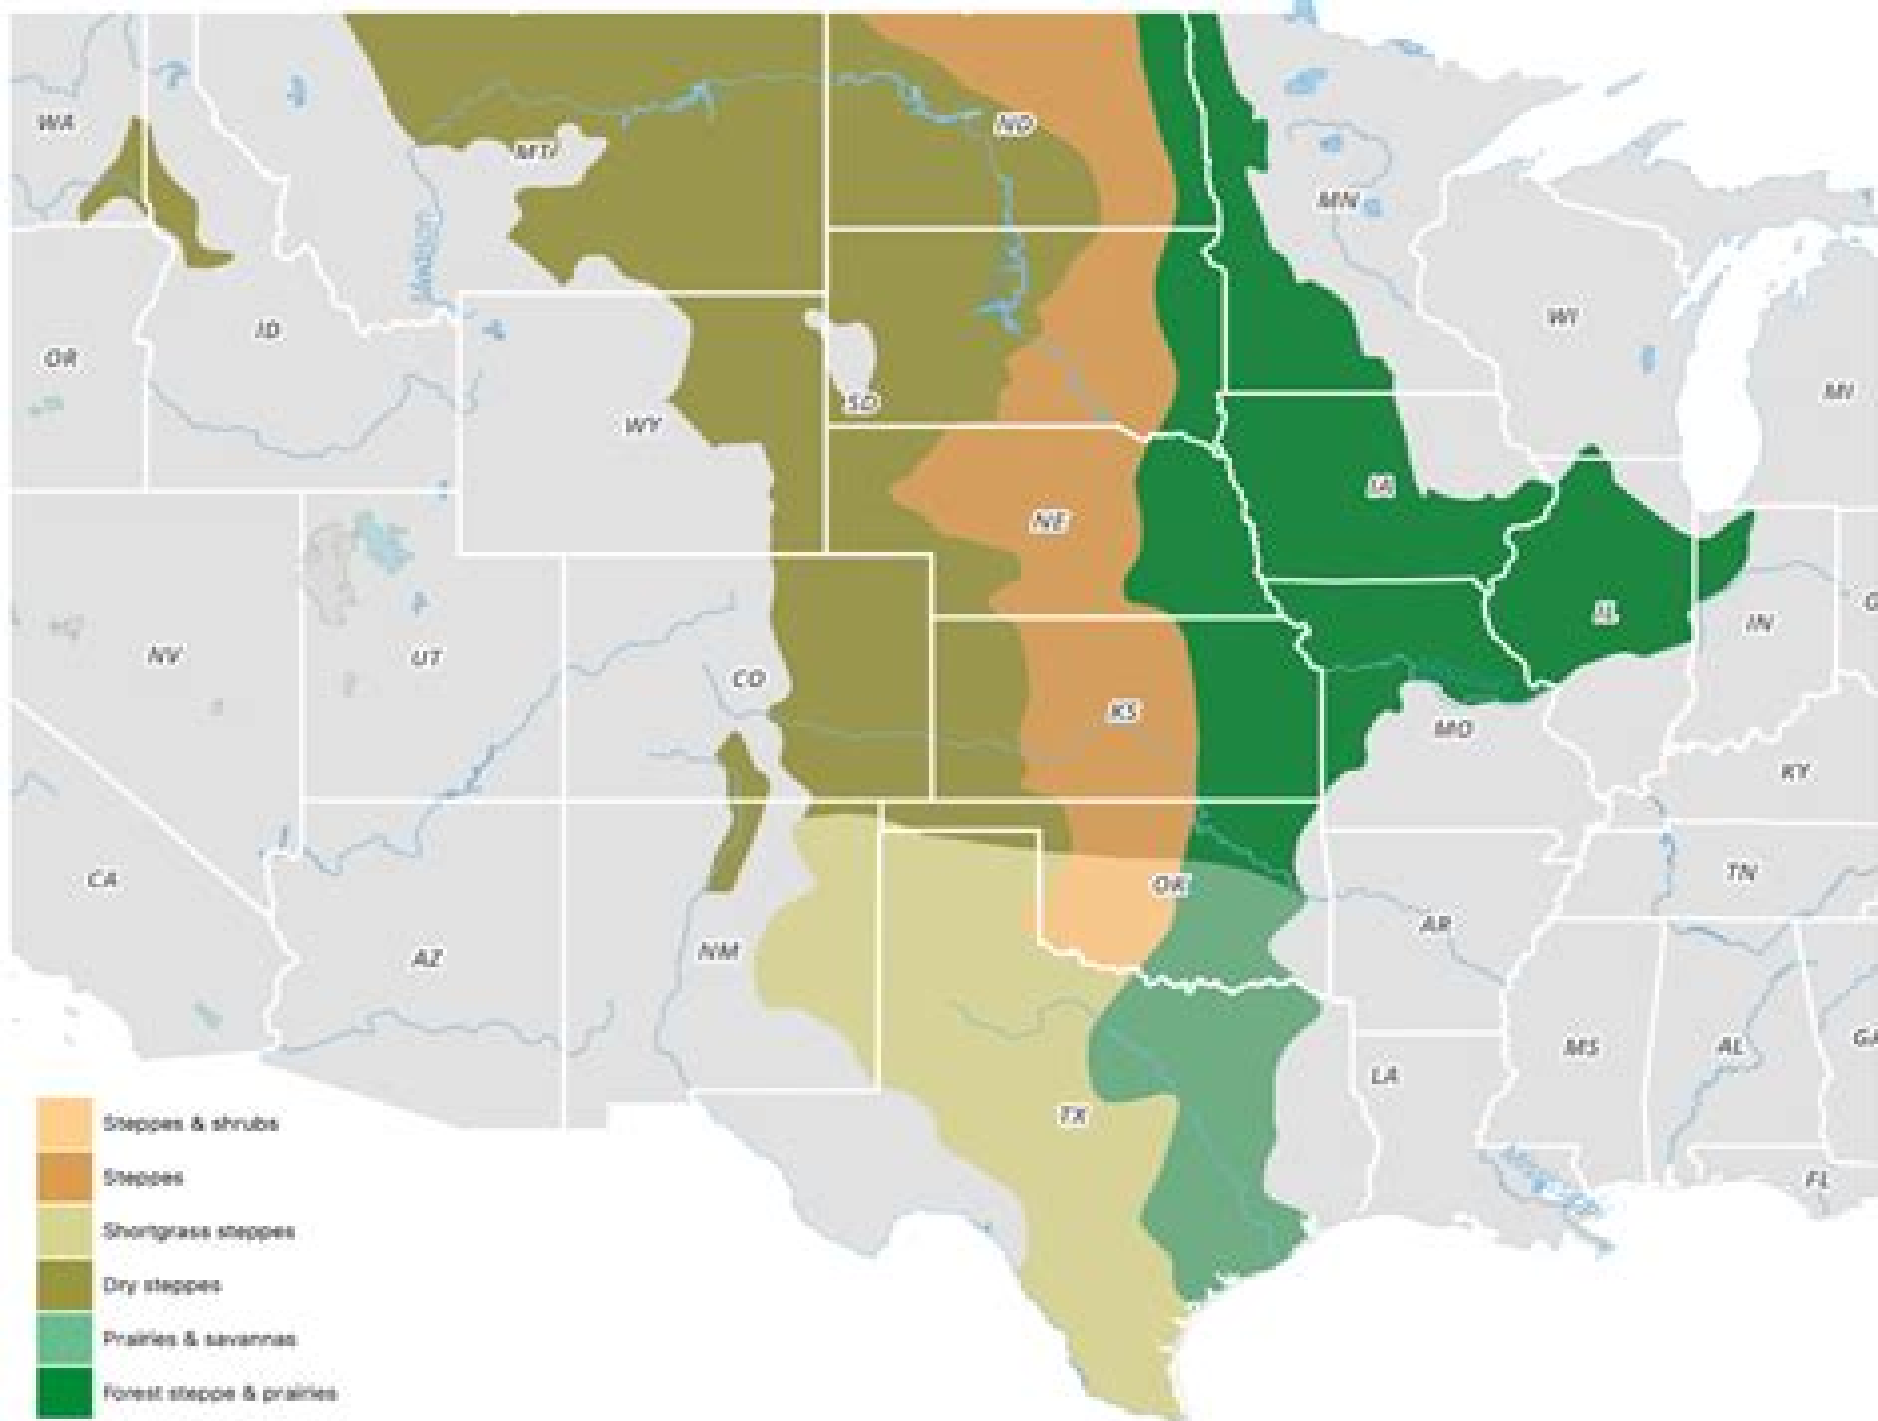 WA
MT
ND
MN
WI
MI
OR
ID
WY
SD
IA
NE
IL
IN
NV
UT
CO
KS
MO
KY
CA
AZ
NM
OK
AR
TN
TX
LA
MS
AL
GA
FL
Steppes & shrubs
Steppes
Shortgrass steppes
Dry steppes
Prairies & savannas
Forest steppe & prairies